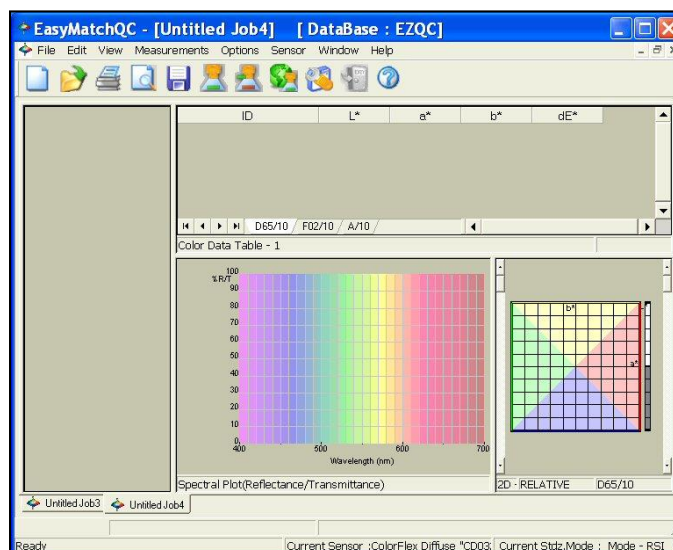 EasyMatchQC - [Untitled Job4] [ DataBase : EZQC]
File Edit View Measurements Options Sensor Window Help
ID L* a* b* dE*
D65/10 F02/10 A/10
Color Data Table - 1
%R/T
100
90
80
70
60
50
40
30
20
10
0
400 500 600 700
Wavelength (nm)
Spectral Plot(Reflectance/Transmittance)
b*
a*
2D - RELATIVE D65/10
Untitled Job3 Untitled Job4
Ready Current Sensor :ColorFlex Diffuse "CD03 Current Stdz.Mode : Mode - RSI